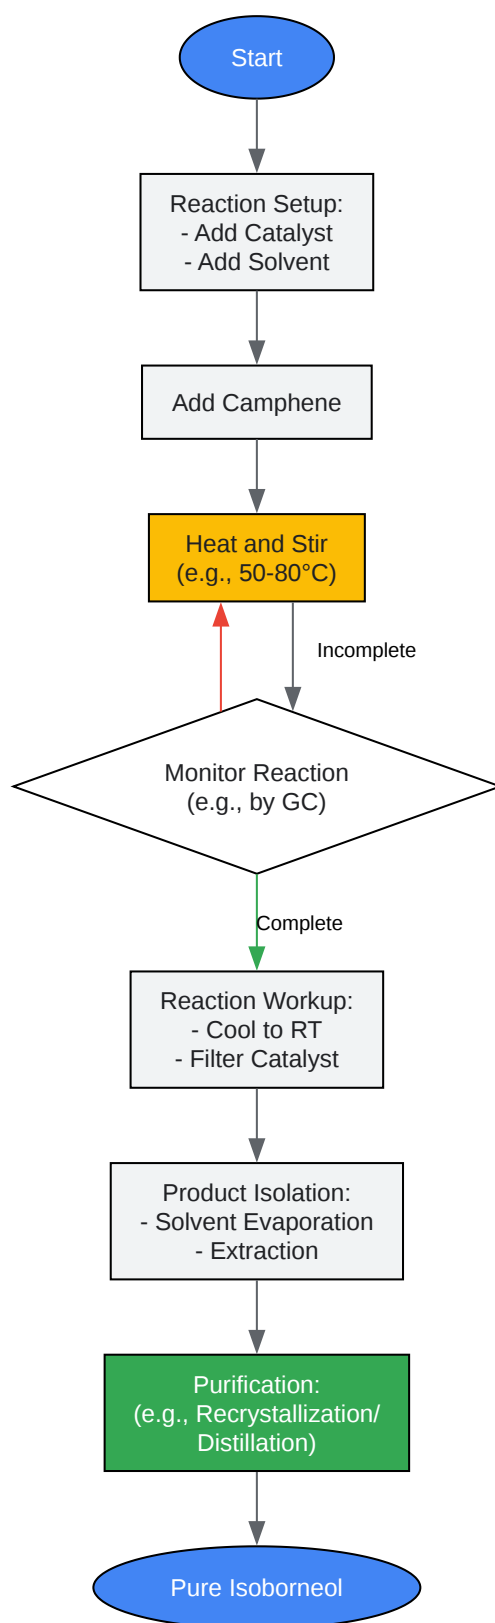 Start
Reaction Setup:
- Add Catalyst
- Add Solvent
Add Camphene
Heat and Stir
(e.g., 50-80°C)
Incomplete
Monitor Reaction
(e.g., by GC)
Complete
Reaction Workup:
- Cool to RT
- Filter Catalyst
Product Isolation:
- Solvent Evaporation
- Extraction
Purification:
(e.g., Recrystallization/
Distillation)
Pure Isoborneol